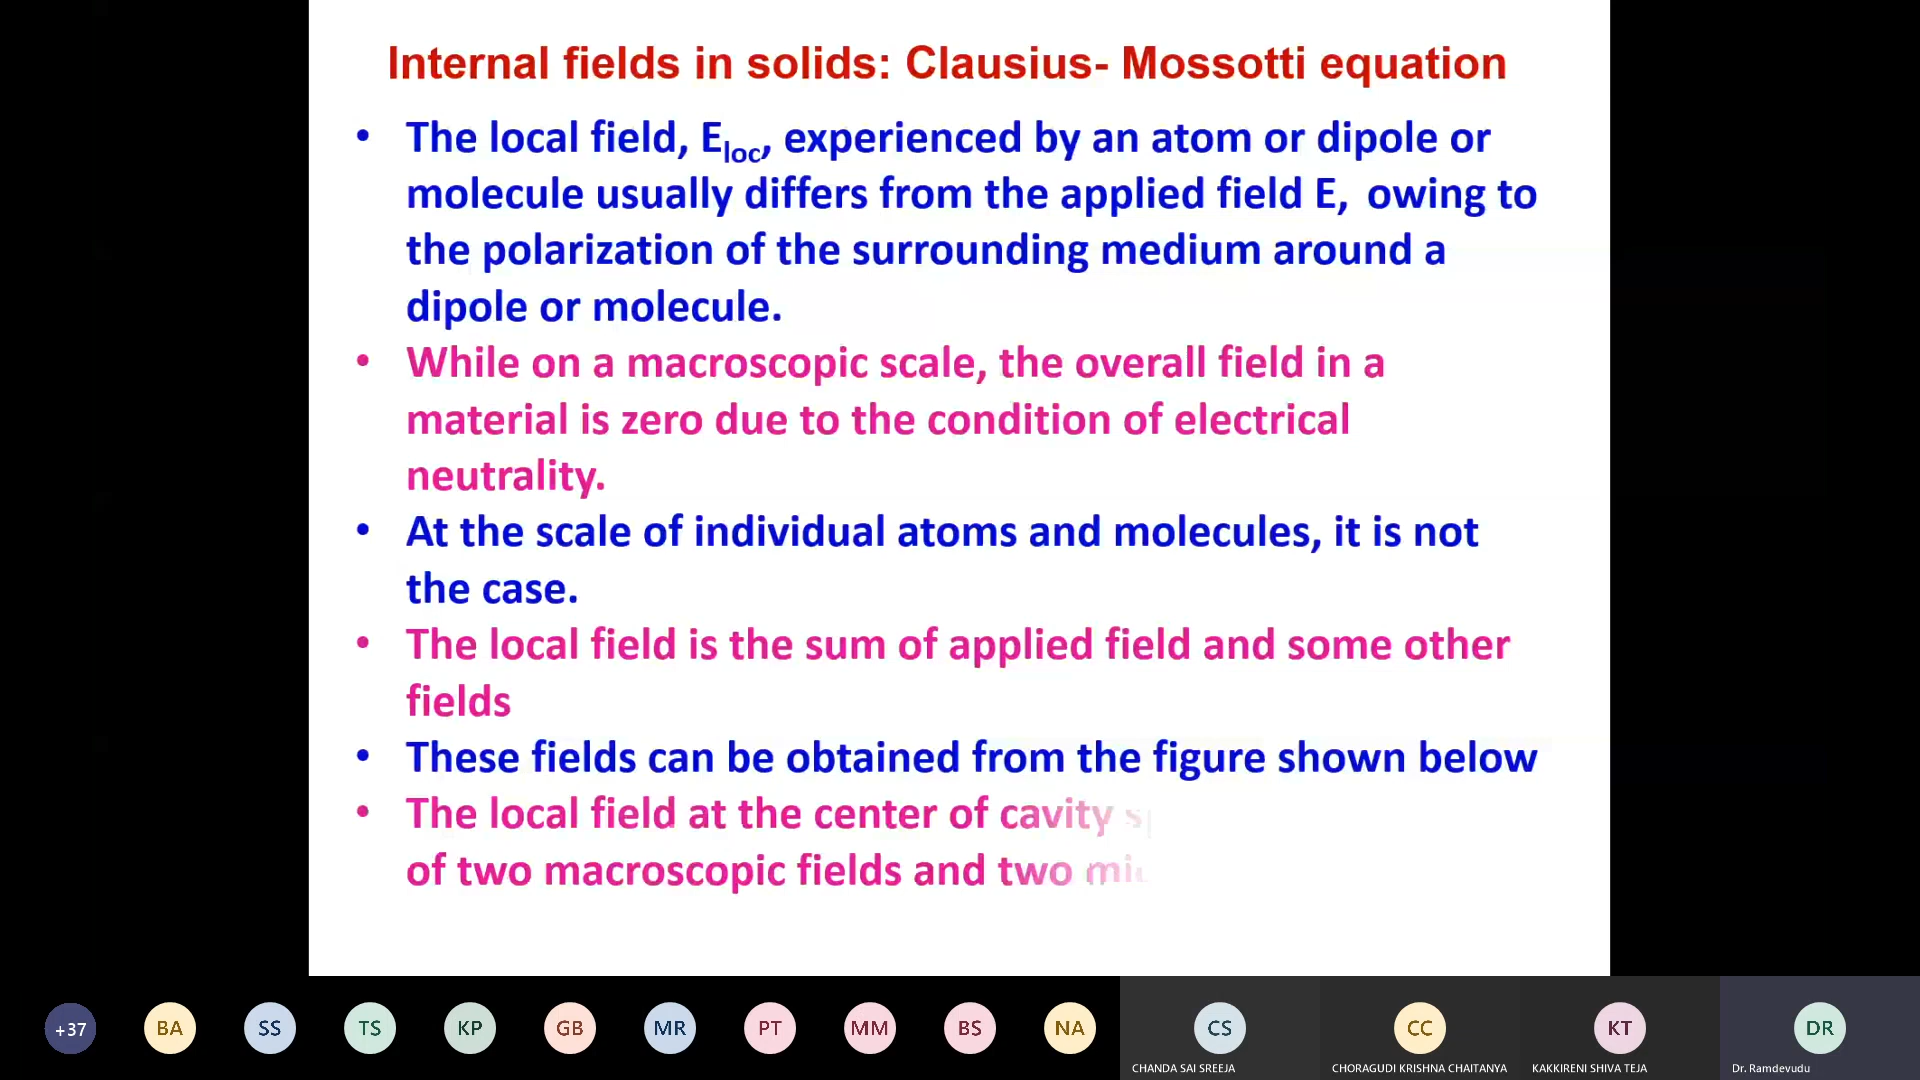 Internal fields in solids: Clausius- Mossotti equation
• The local field, Eloc, experienced by an atom or dipole or
molecule usually differs from the applied field E, owing to
the polarization of the surrounding medium around a
dipole or molecule.
• While on a macroscopic scale, the overall field in a
material is zero due to the condition of electrical
neutrality.
• At the scale of individual atoms and molecules, it is not
the case.
• The local field is the sum of applied field and some other
fields
• These fields can be obtained from the figure shown below
• The local field at the center of cavity
of two macroscopic fields and two
+37 BA SS TS KP GB MR PT MM BS NA CS CC KT DR
CHANDA SAI SREEJA CHORAGUDI KRISHNA CHAITANYA KAKKIRENI SHIVA TEJA Dr. Ramdevudu